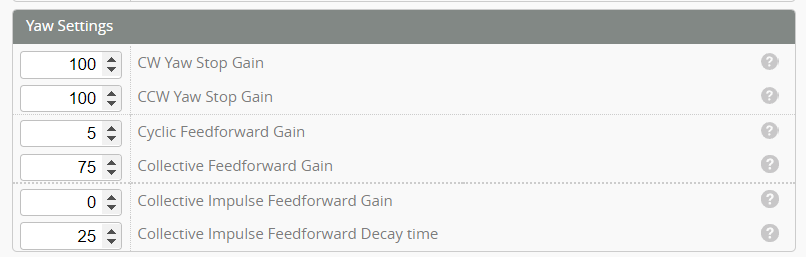 Yaw Settings
100 CW Yaw Stop Gain ?
100 CCW Yaw Stop Gain ?
5 Cyclic Feedforward Gain ?
75 Collective Feedforward Gain ?
0 Collective Impulse Feedforward Gain ?
25 Collective Impulse Feedforward Decay time ?